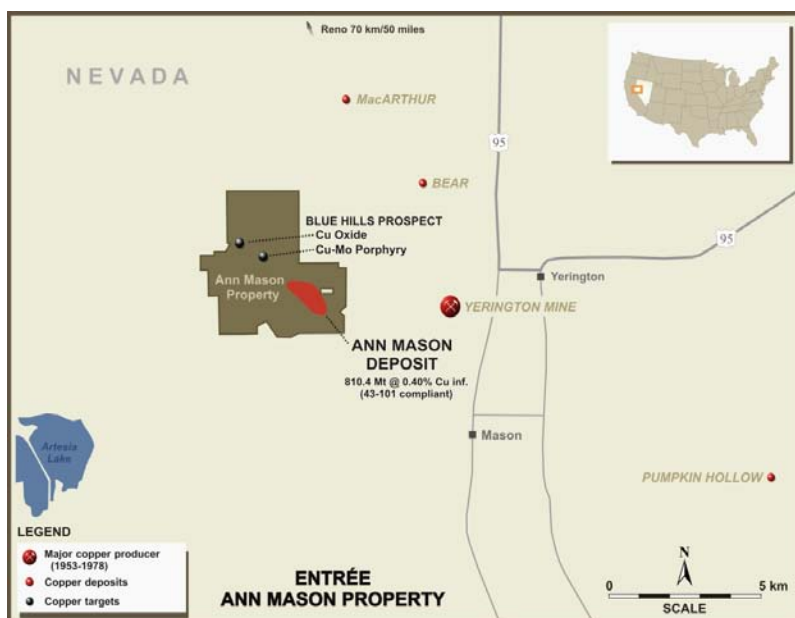 Reno 70 km/50 miles
NEVADA
MacARTHUR
95
BEAR
BLUE HILLS PROSPECT
Cu Oxide
Cu-Mo Porphyry
95
Ann Mason
Property
Yerington
YERINGTON MINE
ANN MASON
DEPOSIT
810.4 Mt @ 0.40% Cu inf.
(43-101 compliant)
Artesia
Lake
Mason
PUMPKIN HOLLOW
LEGEND
Major copper producer
(1953-1978)
Copper deposits
Copper targets
ENTRÉE
ANN MASON PROPERTY
N
0 5 km
SCALE